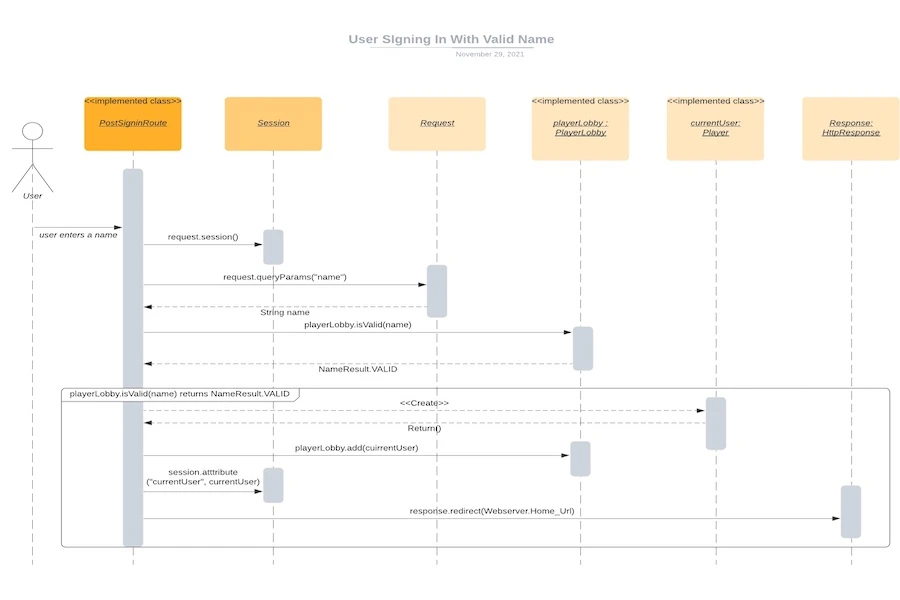 User SIgning In With Valid Name
November 29, 2021
<<implemented class>>
PostSigninRoute
Session
Request
<<implemented class>>
playerLobby :
PlayerLobby
<<implemented class>>
currentUser:
Player
Response:
HttpResponse
User
user enters a name
request.session()
request.queryParams("name")
String name
playerLobby.isValid(name)
NameResult.VALID
playerLobby.isValid(name) returns NameResult.VALID
<<Create>>
Return()
playerLobby.add(cuirrentUser)
session.atttribute
("currentUser", currentUser)
response.redirect(Webserver.Home_Url)